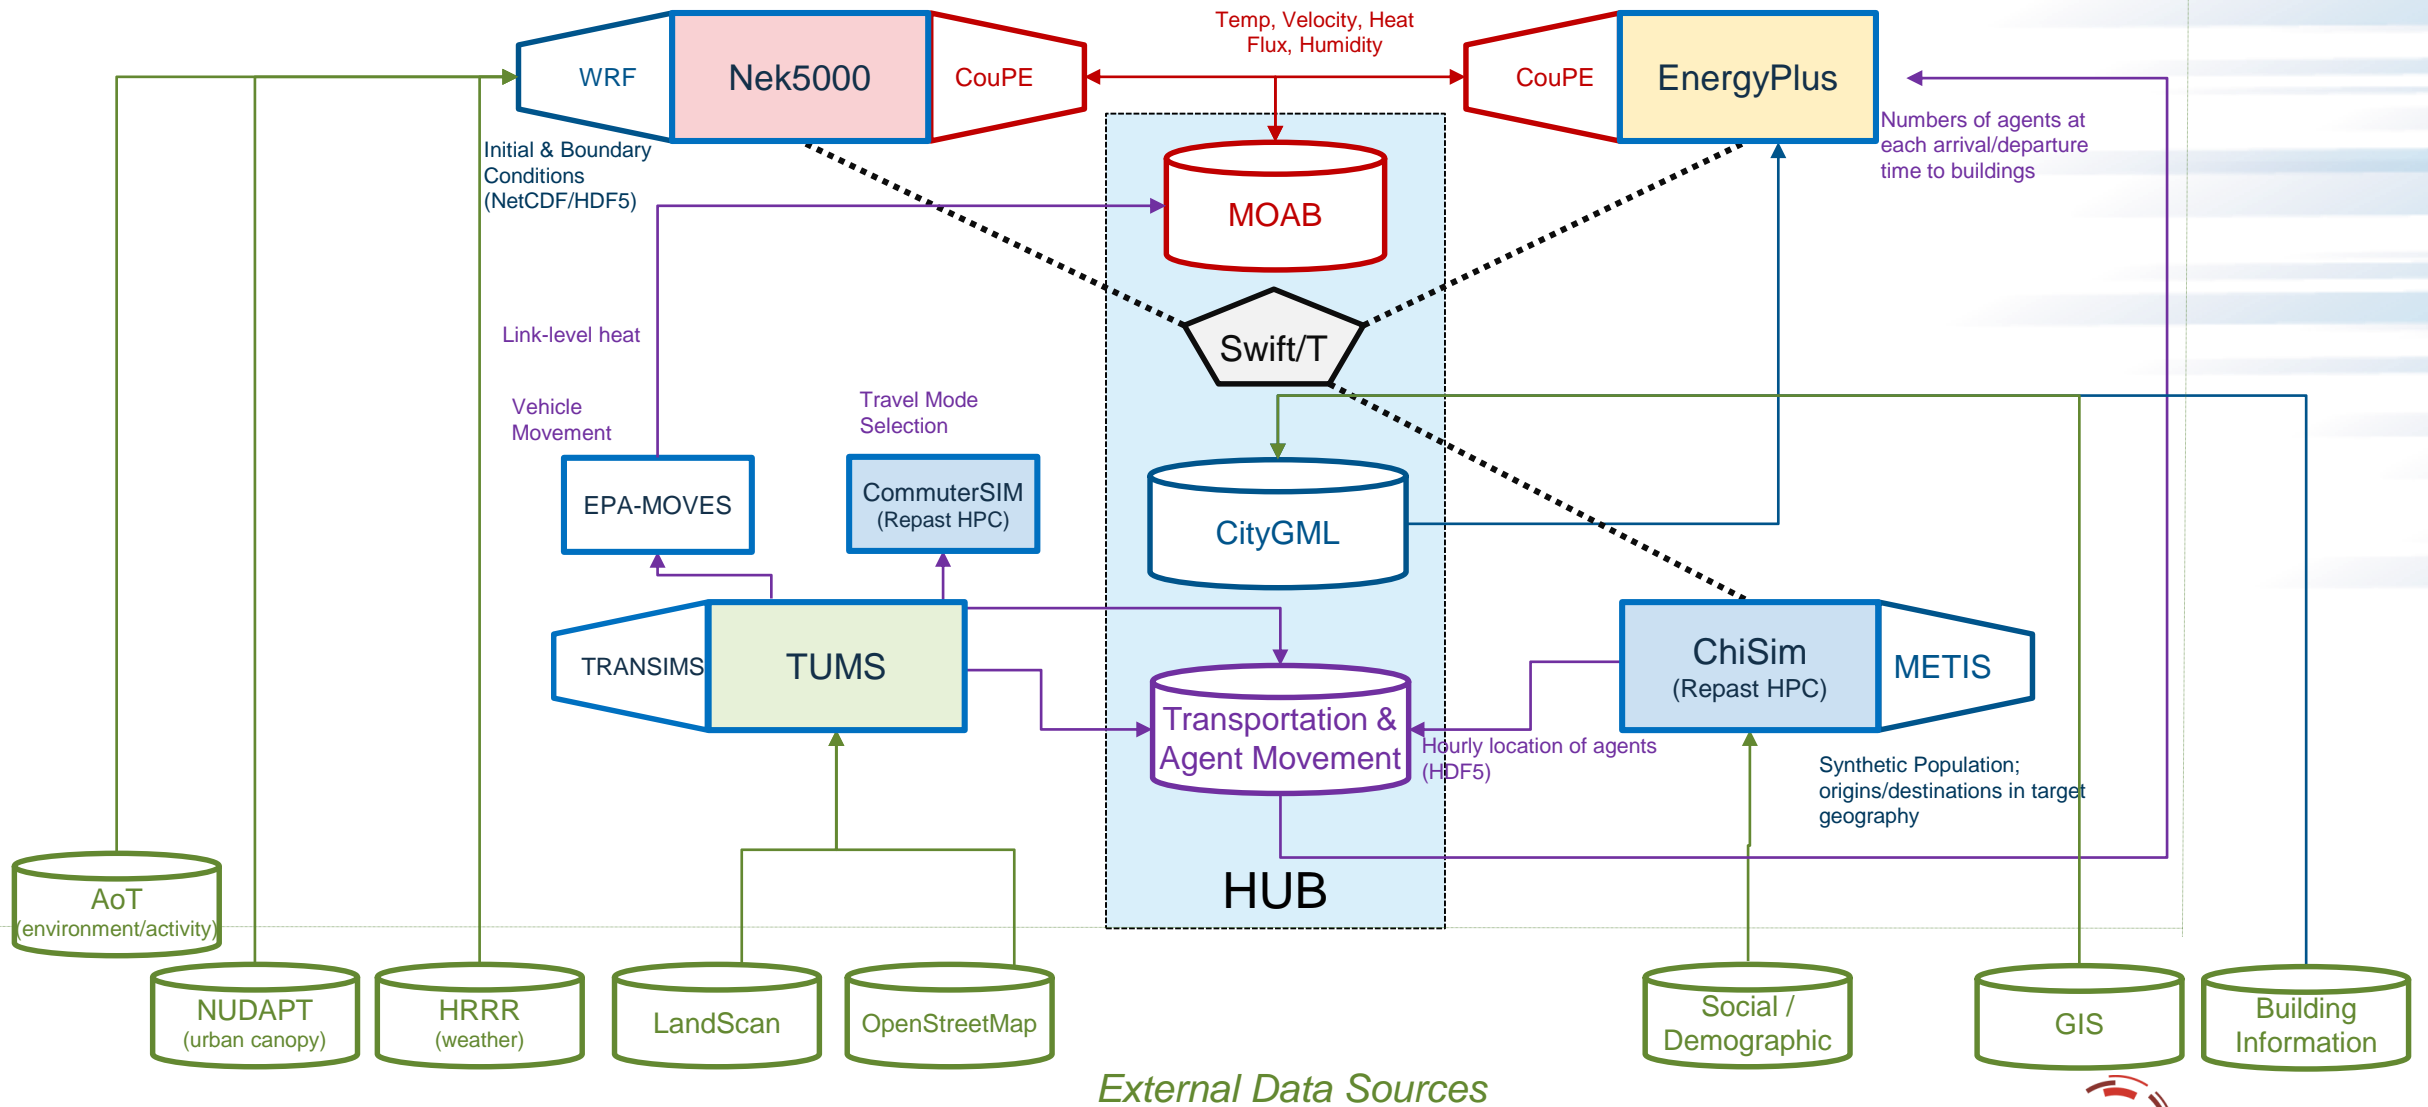 Temp, Velocity, Heat
Flux, Humidity
WRF
Nek5000
CouPE
CouPE
EnergyPlus
Initial & Boundary
Conditions
(NetCDF/HDF5)
Numbers of agents at
each arrival/departure
time to buildings
MOAB
Link-level heat
Swift/T
Vehicle
Movement
Travel Mode
Selection
EPA-MOVES
CommuterSIM
(Repast HPC)
CityGML
TRANSIMS
TUMS
ChiSim
(Repast HPC)
METIS
Transportation &
Agent Movement
Hourly location of agents
(HDF5)
Synthetic Population;
origins/destinations in target
geography
HUB
AoT
(environment/activity)
NUDAPT
(urban canopy)
HRRR
(weather)
LandScan
OpenStreetMap
Social /
Demographic
GIS
Building
Information
External Data Sources